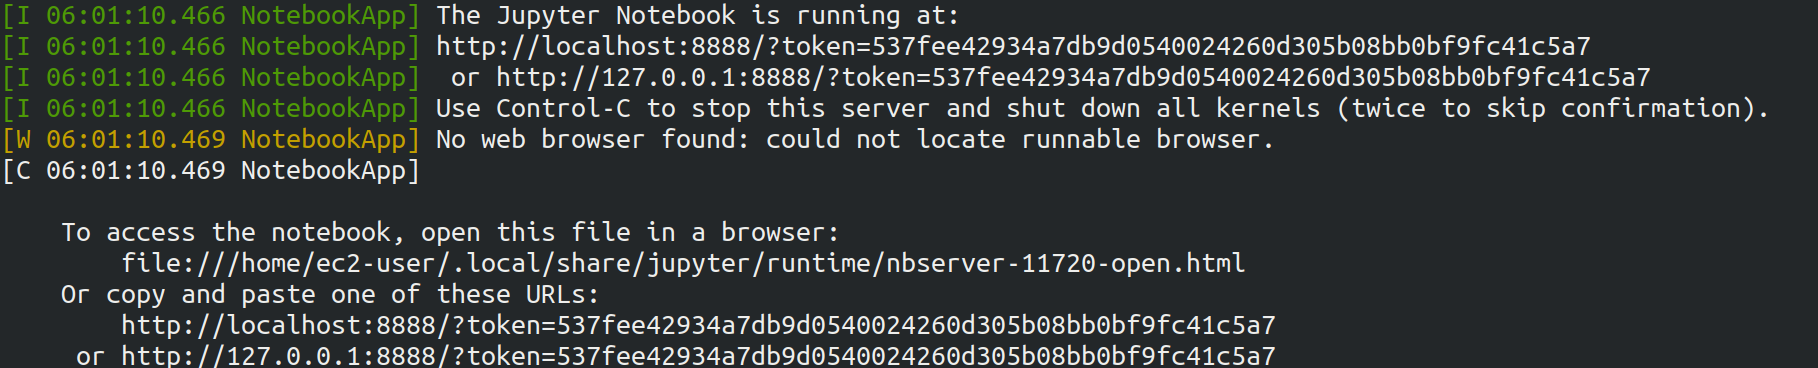 [I 06:01:10.466 NotebookApp] The Jupyter Notebook is running at:
[I 06:01:10.466 NotebookApp] http://localhost:8888/?token=537fee42934a7db9d0540024260d305b08bb0bf9fc41c5a7
[I 06:01:10.466 NotebookApp]  or http://127.0.0.1:8888/?token=537fee42934a7db9d0540024260d305b08bb0bf9fc41c5a7
[I 06:01:10.466 NotebookApp] Use Control-C to stop this server and shut down all kernels (twice to skip confirmation).
[W 06:01:10.469 NotebookApp] No web browser found: could not locate runnable browser.
[C 06:01:10.469 NotebookApp]
    To access the notebook, open this file in a browser:
        file:///home/ec2-user/.local/share/jupyter/runtime/nbserver-11720-open.html
    Or copy and paste one of these URLs:
        http://localhost:8888/?token=537fee42934a7db9d0540024260d305b08bb0bf9fc41c5a7
     or http://127.0.0.1:8888/?token=537fee42934a7db9d0540024260d305b08bb0bf9fc41c5a7